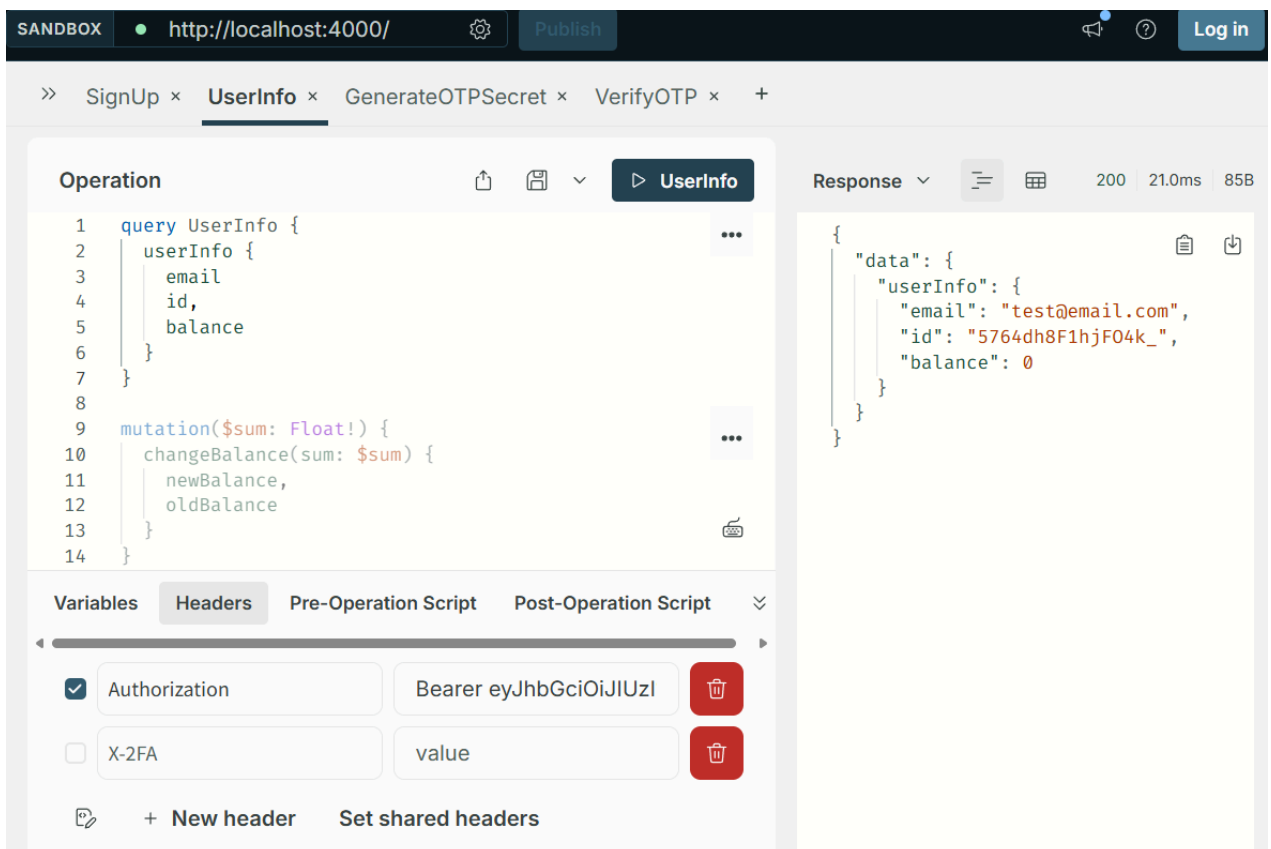 SANDBOX http://localhost:4000/ Publish Log in
SignUp × UserInfo × GenerateOTPSecret × VerifyOTP × +
Operation UserInfo
1 query UserInfo {
2 userInfo {
3 email
4 id,
5 balance
6 }
7 }
8
9 mutation($sum: Float!) {
10 changeBalance(sum: $sum) {
11 newBalance,
12 oldBalance
13 }
14 }
Variables Headers Pre-Operation Script Post-Operation Script
Authorization Bearer eyJhbGciOiJIUzI
X-2FA value
+ New header Set shared headers
Response 200 21.0ms 85B
{
"data": {
"userInfo": {
"email": "test@email.com",
"id": "5764dh8F1hjFO4k_",
"balance": 0
}
}
}